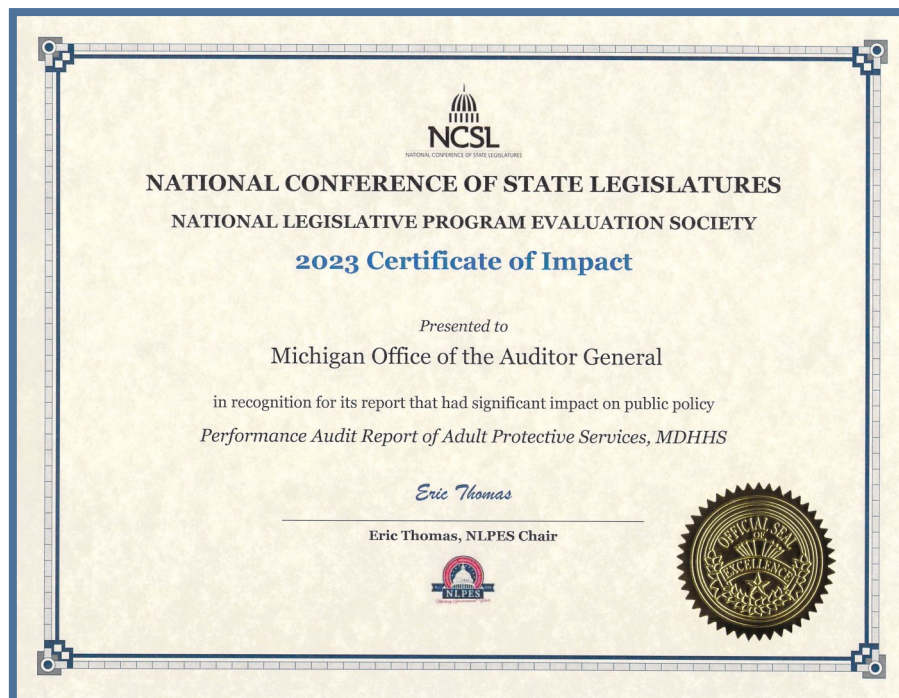 NCSL
NATIONAL CONFERENCE OF STATE LEGISLATURES
NATIONAL CONFERENCE OF STATE LEGISLATURES
NATIONAL LEGISLATIVE PROGRAM EVALUATION SOCIETY
2023 Certificate of Impact
Presented to
Michigan Office of the Auditor General
in recognition for its report that had significant impact on public policy
Performance Audit Report of Adult Protective Services, MDHHS
Eric Thomas
Eric Thomas, NLPES Chair
NLPES
OFFICIAL SEAL
OF
EXCELLENCE